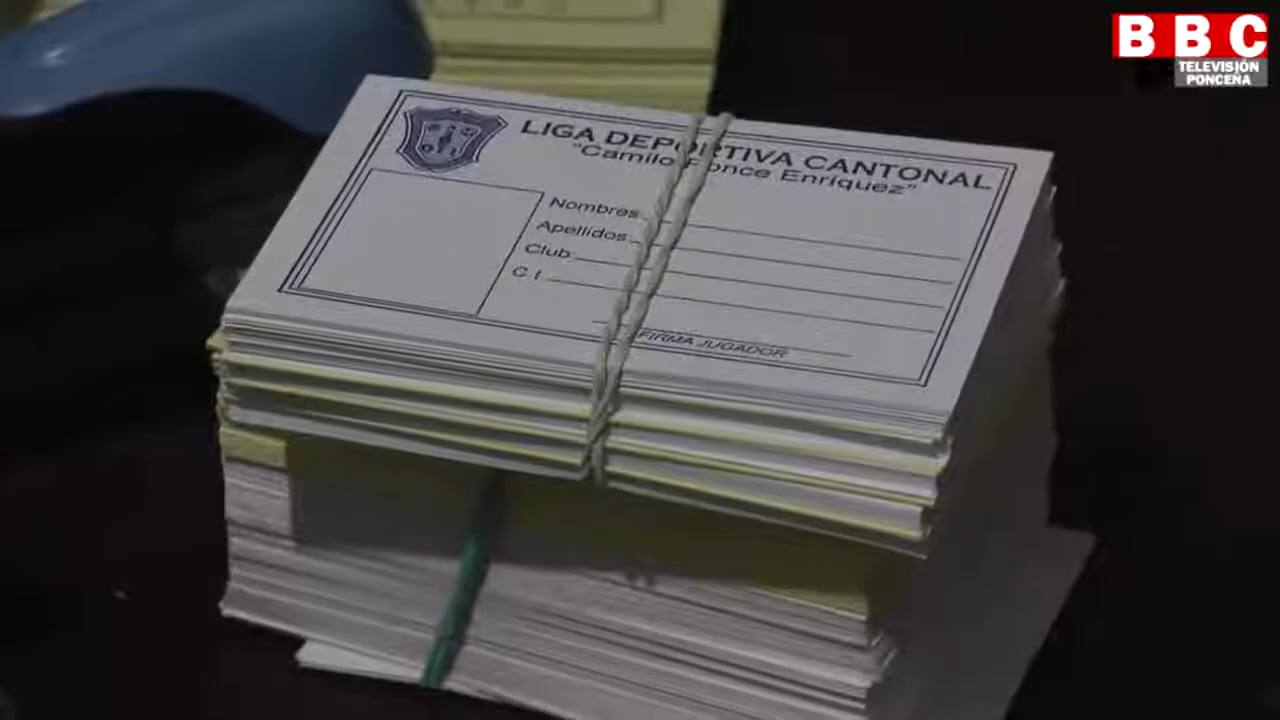 BBC
TELEVISIÓN
PONCEÑA
LIGA DEPORTIVA CANTONAL
"Camilo Ponce Enríquez"
Nombres:
Apellidos:
Club:
C.I.
FIRMA JUGADOR